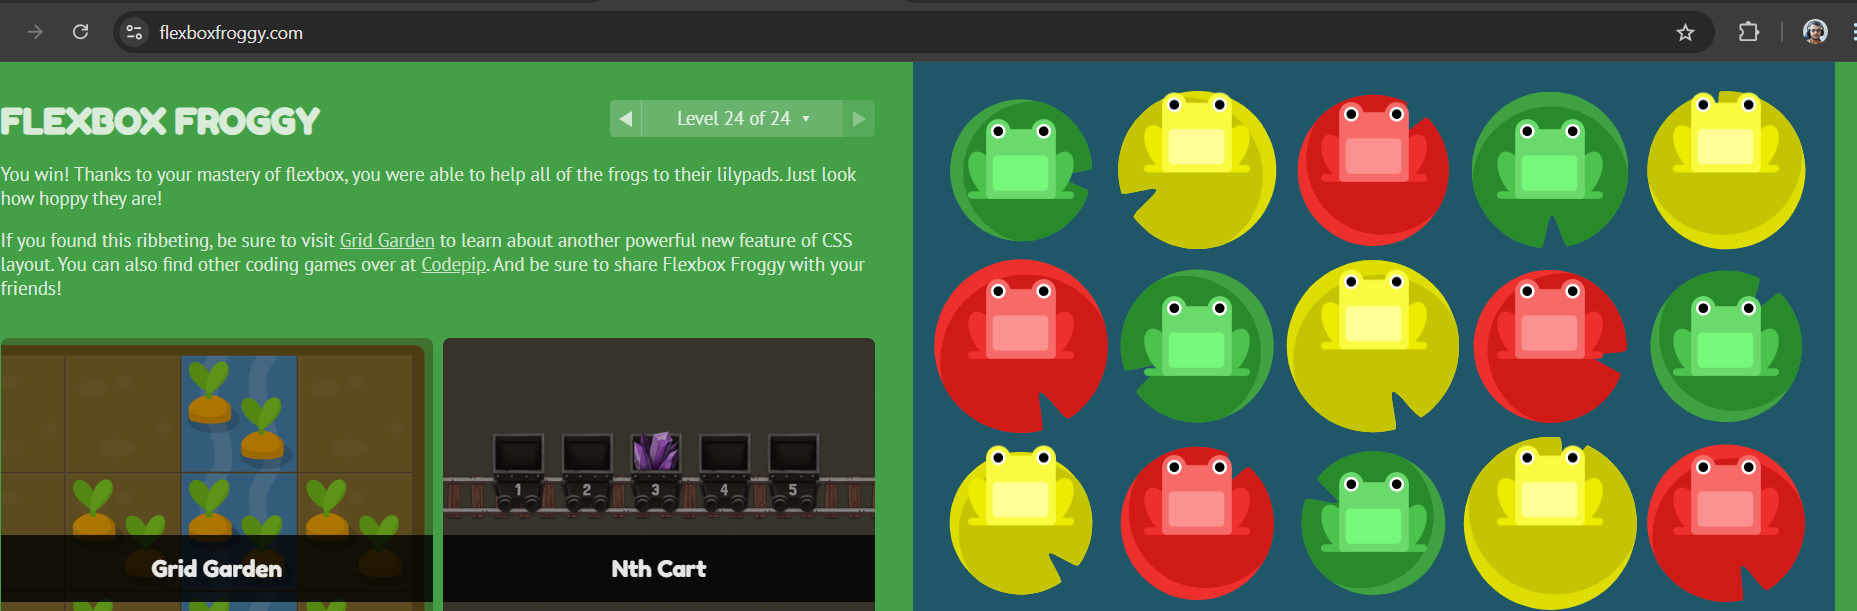 flexboxfroggy.com
FLEXBOX FROGGY
Level 24 of 24
You win! Thanks to your mastery of flexbox, you were able to help all of the frogs to their lilypads. Just look
how hoppy they are!
If you found this ribbeting, be sure to visit Grid Garden to learn about another powerful new feature of CSS
layout. You can also find other coding games over at Codepip. And be sure to share Flexbox Froggy with your
friends!
1 2 3 4 5
Grid Garden
Nth Cart